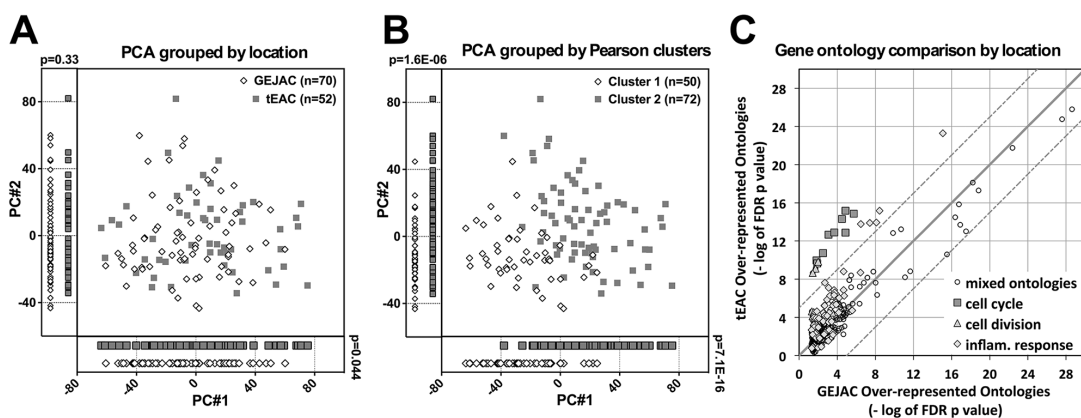 A
PCA grouped by location
p=0.33
GEJAC (n=70)
tEAC (n=52)
80
40
0
-40
PC#2
-80
-40
0
40
80
PC#1
p=0.044
B
PCA grouped by Pearson clusters
p=1.6E-06
Cluster 1 (n=50)
Cluster 2 (n=72)
80
40
0
-40
PC#2
-80
-40
0
40
80
PC#1
p=7.1E-16
C
Gene ontology comparison by location
tEAC Over-represented Ontologies
(- log of FDR p value)
28
24
20
16
12
8
4
0
mixed ontologies
cell cycle
cell division
inflam. response
0
4
8
12
16
20
24
28
GEJAC Over-represented Ontologies
(- log of FDR p value)